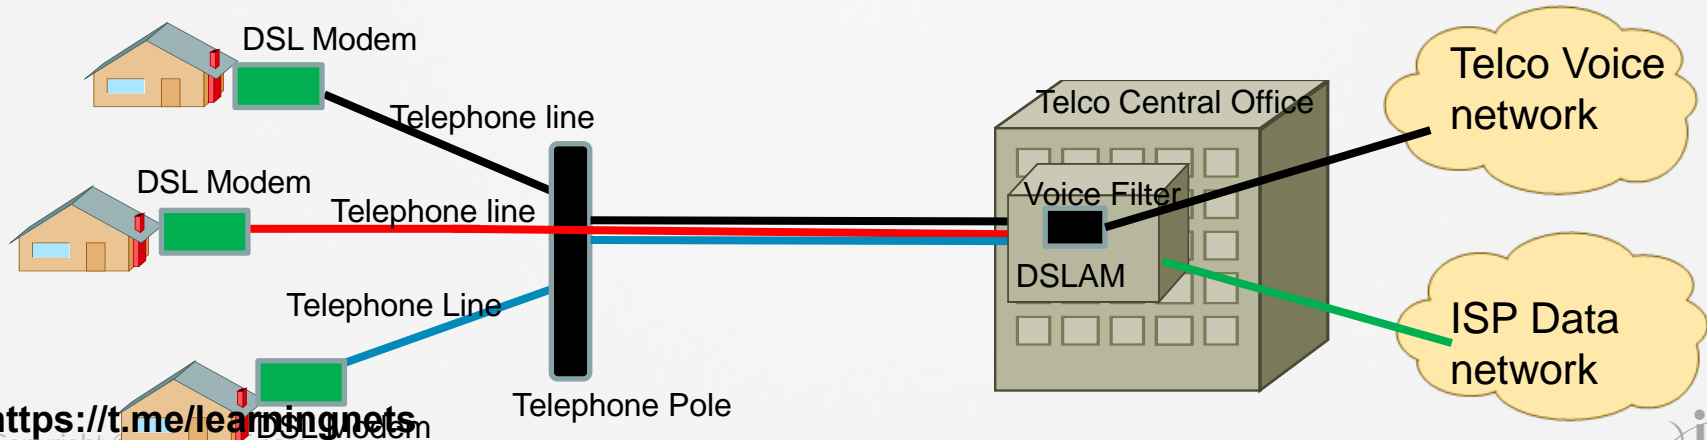 DSL Modem
Telco Voice
network
Telco Central Office
Telephone line
DSL Modem
Voice Filter
Telephone line
DSLAM
Telephone Line
ISP Data
network
Telephone Pole
https://t.me/learningnets
DSL Modem
Copyright ©